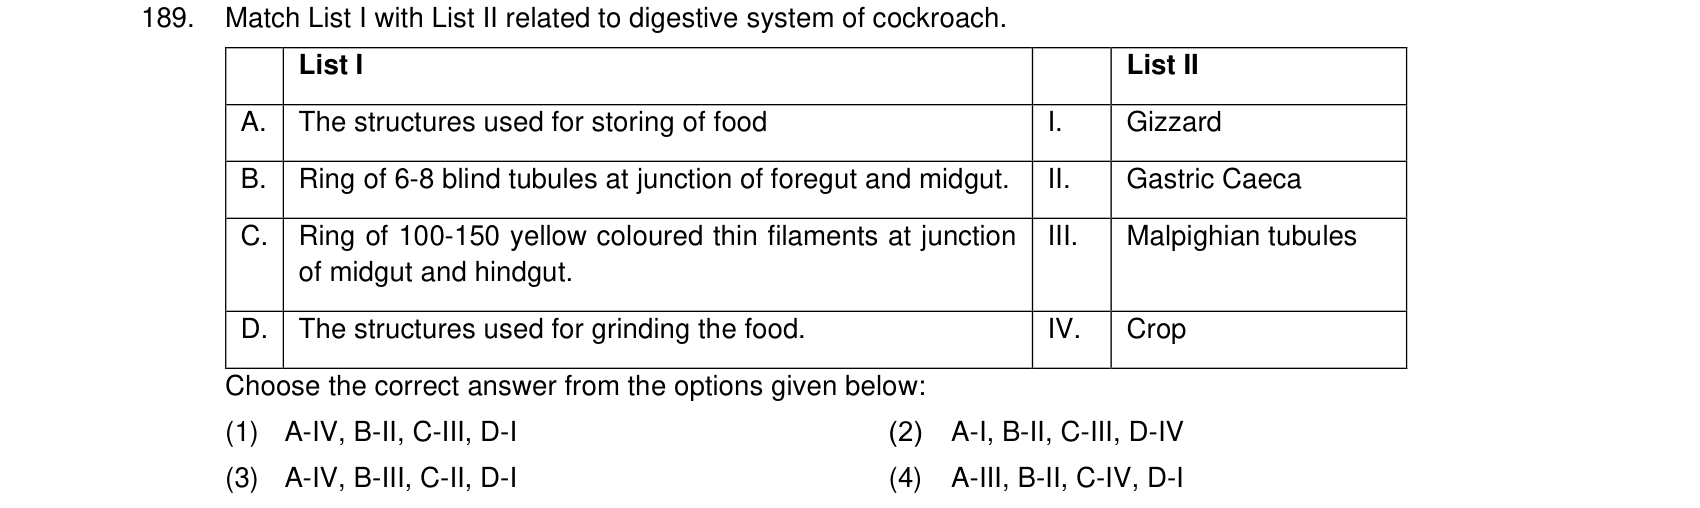 189. Match List I with List II related to digestive system of cockroach.
List I List II
A. The structures used for storing of food I. Gizzard
B. Ring of 6-8 blind tubules at junction of foregut and midgut. II. Gastric Caeca
C. Ring of 100-150 yellow coloured thin filaments at junction III. Malpighian tubules
of midgut and hindgut.
D. The structures used for grinding the food. IV. Crop
Choose the correct answer from the options given below:
(1) A-IV, B-II, C-III, D-I (2) A-I, B-II, C-III, D-IV
(3) A-IV, B-III, C-II, D-I (4) A-III, B-II, C-IV, D-I